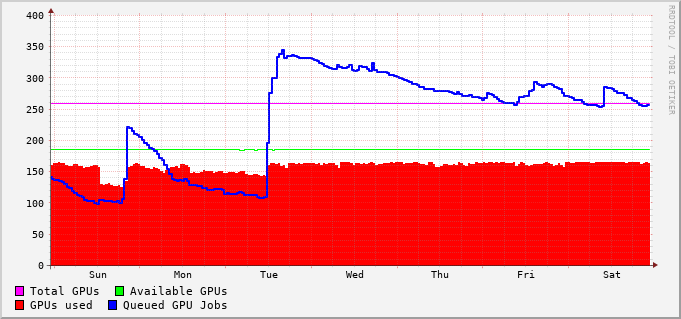 400
350
300
250
200
150
100
50
0
Sun Mon Tue Wed Thu Fri Sat
Total GPUs Available GPUs
GPUs used Queued GPU Jobs
RRDTOOL / TOBI OETIKER